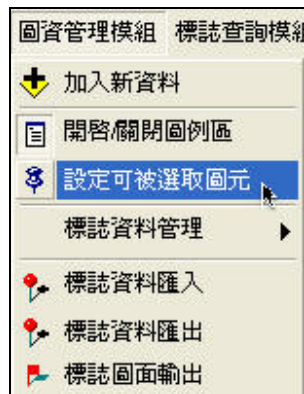 圖資管理模組 標誌查詢模組
加入新資料
開啓/關閉圖例區
設定可被選取圖元
標誌資料管理
標誌資料匯入
標誌資料匯出
標誌圖面輸出